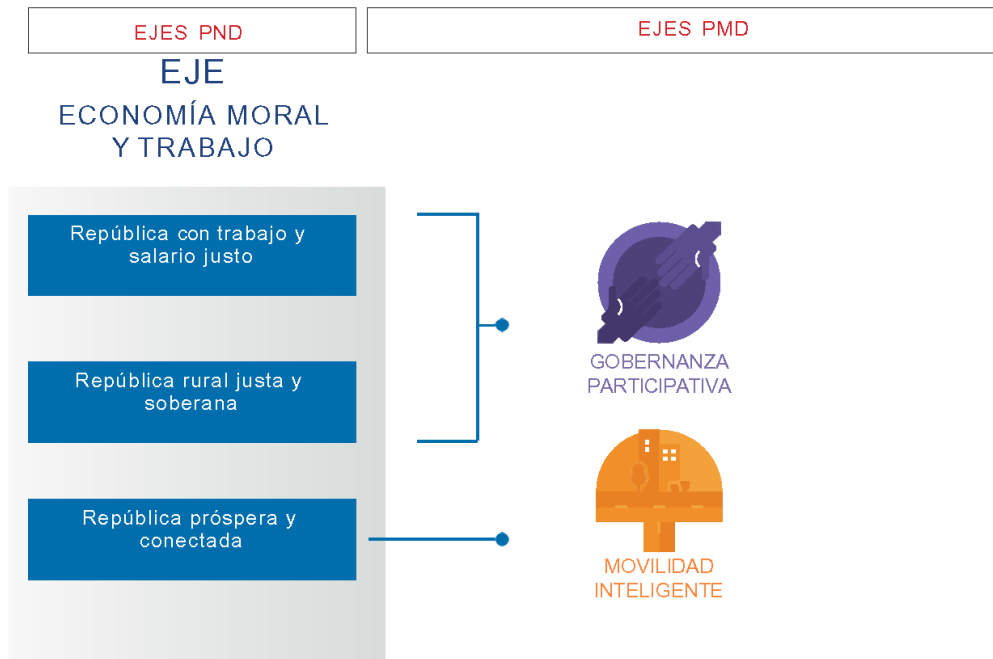 EJES PND
EJES PMD
EJE
ECONOMÍA MORAL
Y TRABAJO
República con trabajo y
salario justo
República rural justa y
soberana
República próspera y
conectada
GOBERNANZA
PARTICIPATIVA
MOVILIDAD
INTELIGENTE